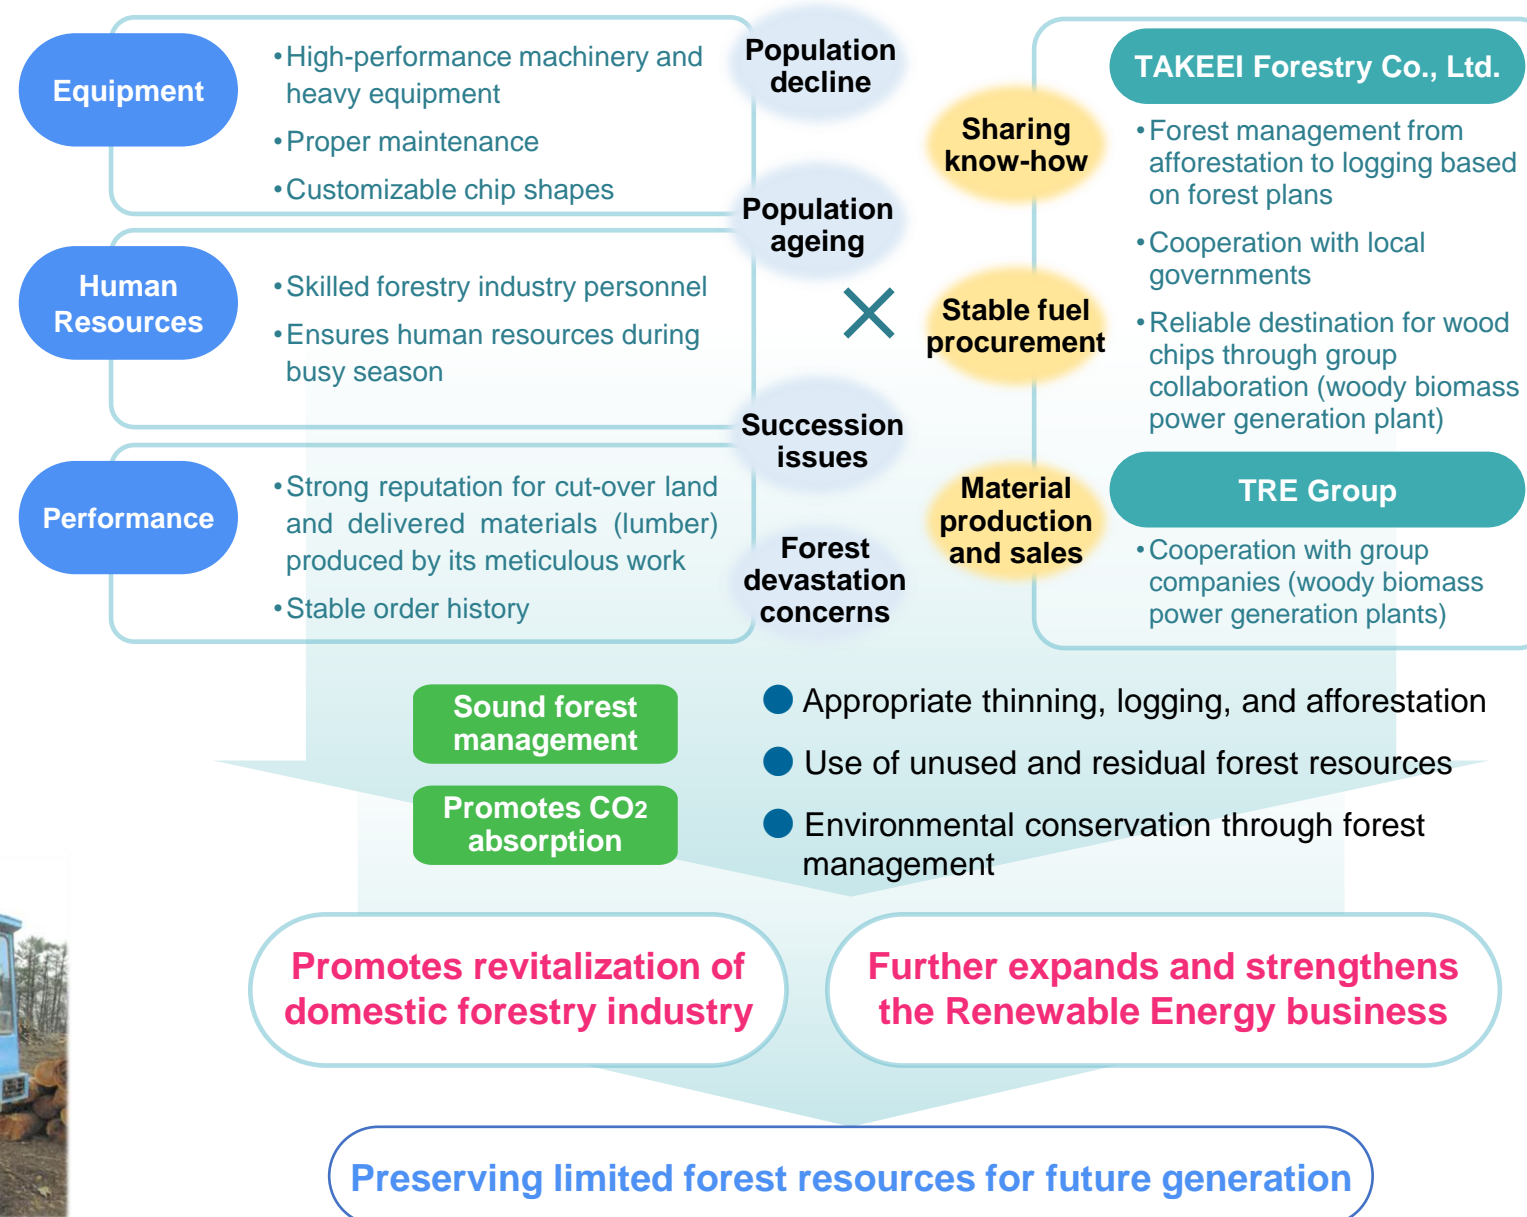 Equipment
•High-performance machinery and
heavy equipment
•Proper maintenance
•Customizable chip shapes
Human
Resources
•Skilled forestry industry personnel
•Ensures human resources during
busy season
Performance
•Strong reputation for cut-over land
and delivered materials (lumber)
produced by its meticulous work
•Stable order history
Population
decline
Population
ageing
Succession
issues
Forest
devastation
concerns
×
Sharing
know-how
Stable fuel
procurement
Material
production
and sales
TAKEEI Forestry Co., Ltd.
•Forest management from
afforestation to logging based
on forest plans
•Cooperation with local
governments
•Reliable destination for wood
chips through group
collaboration (woody biomass
power generation plant)
TRE Group
•Cooperation with group
companies (woody biomass
power generation plants)
Sound forest
management
Promotes CO2
absorption
● Appropriate thinning, logging, and afforestation
● Use of unused and residual forest resources
● Environmental conservation through forest
management
Promotes revitalization of
domestic forestry industry
Further expands and strengthens
the Renewable Energy business
Preserving limited forest resources for future generation